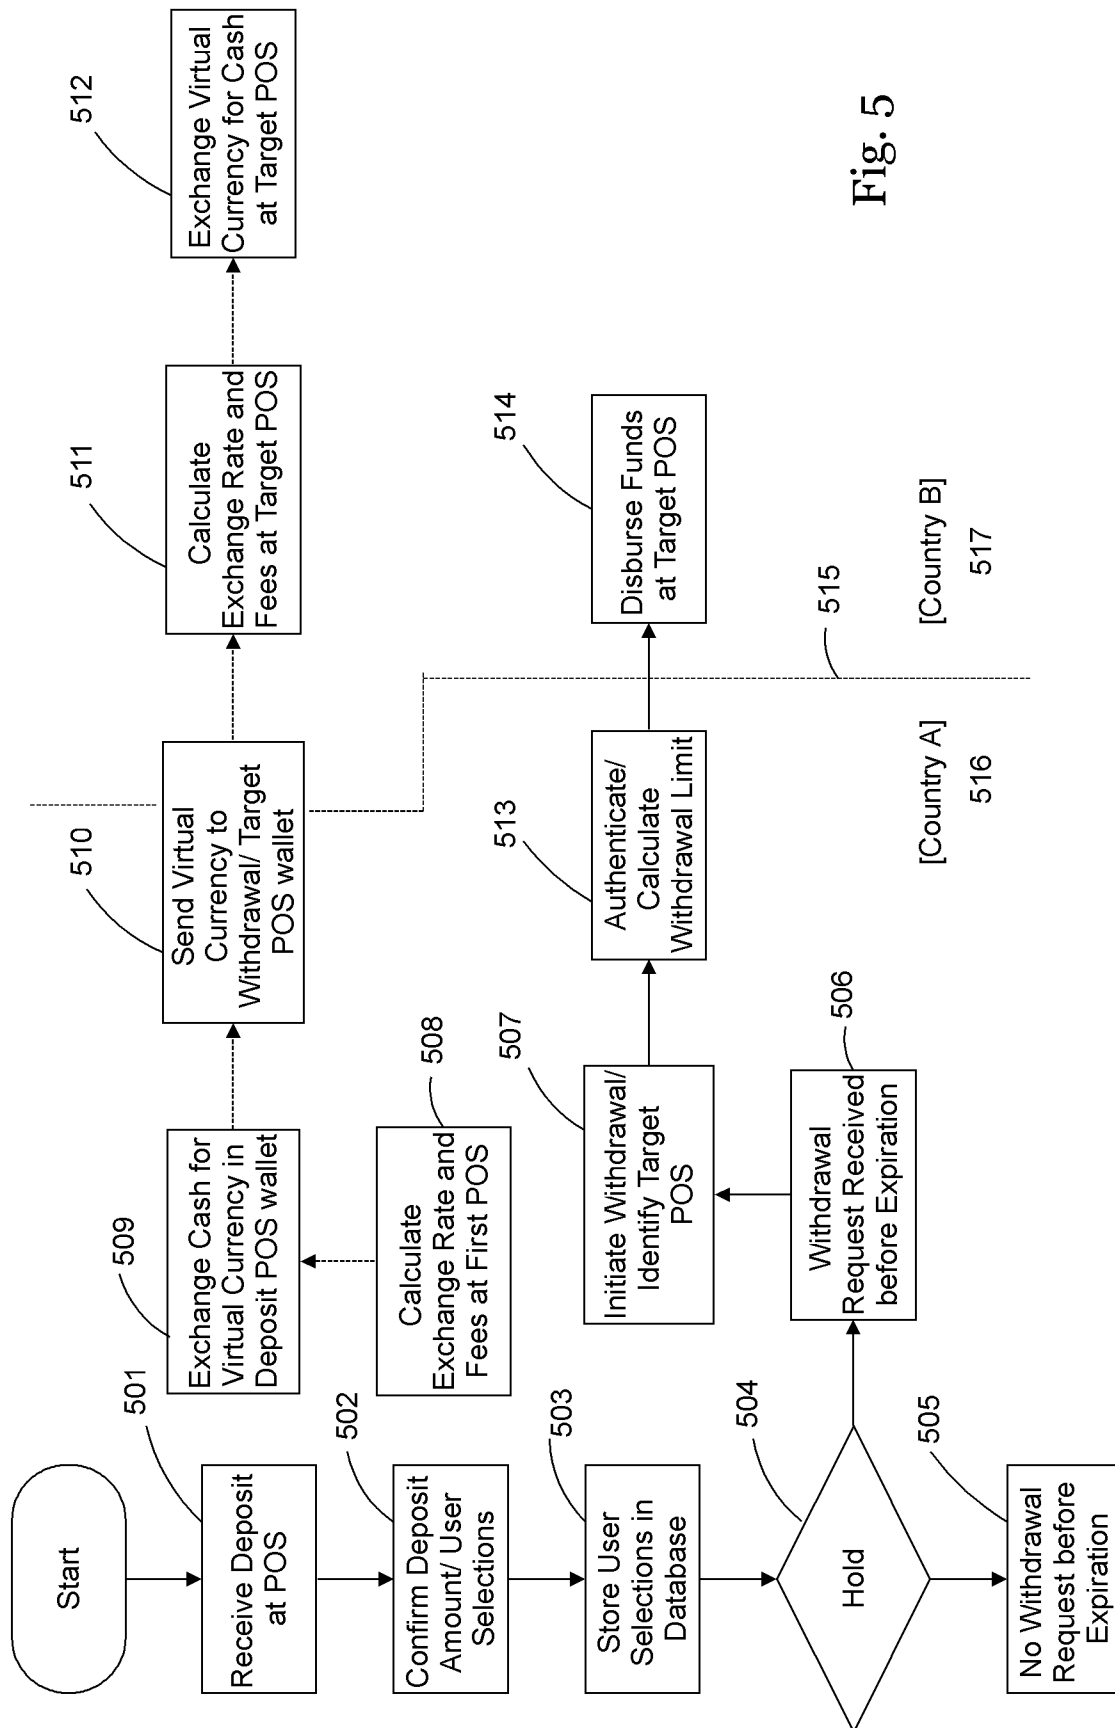 Start
501
Receive Deposit
at POS
502
Confirm Deposit
Amount/ User
Selections
503
Store User
Selections in
Database
504
Hold
505
No Withdrawal
Request before
Expiration
506
Withdrawal
Request Received
before Expiration
507
Initiate Withdrawal/
Identify Target
POS
508
Calculate
Exchange Rate and
Fees at First POS
509
Exchange Cash for
Virtual Currency in
Deposit POS wallet
510
Send Virtual
Currency to
Withdrawal/ Target
POS wallet
511
Calculate
Exchange Rate and
Fees at Target POS
512
Exchange Virtual
Currency for Cash
at Target POS
513
Authenticate/
Calculate
Withdrawal Limit
514
Disburse Funds
at Target POS
515
[Country A]
516
[Country B]
517
Fig. 5